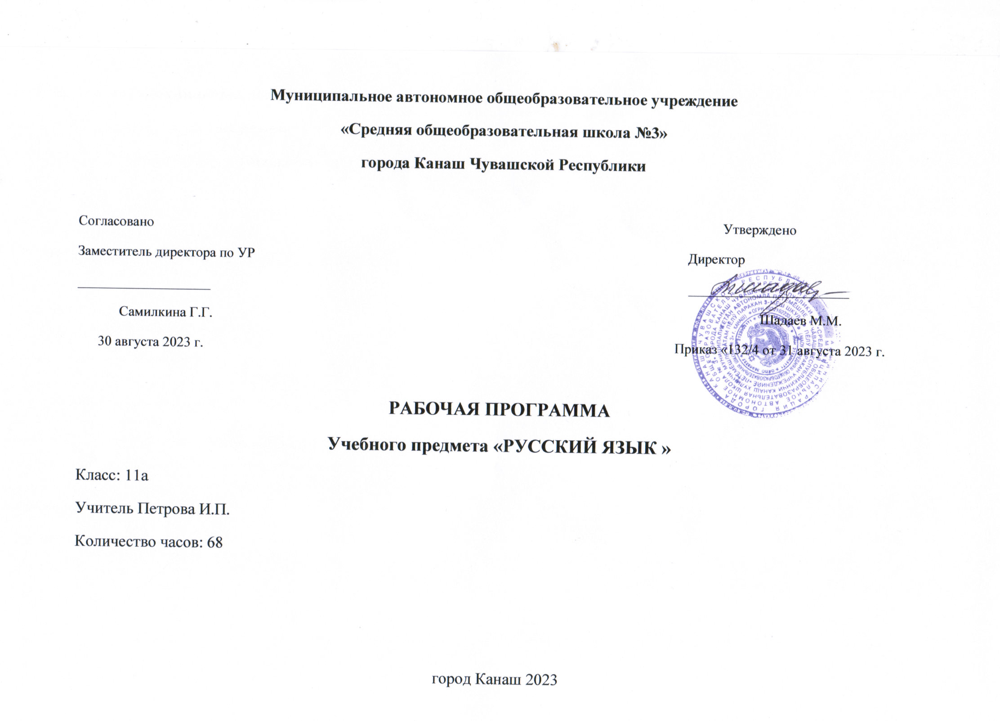 Муниципальное автономное общеобразовательное учреждение
«Средняя общеобразовательная школа №3»
города Канаш Чувашской Республики
Согласовано
Заместитель директора по УР
Самилкина Г.Г.
30 августа 2023 г.
Утверждено
Директор
Шадаев М.М.
Приказ «132/4 от 31 августа 2023 г.
РАБОЧАЯ ПРОГРАММА
Учебного предмета «РУССКИЙ ЯЗЫК »
Класс: 11а
Учитель Петрова И.П.
Количество часов: 68
город Канаш 2023